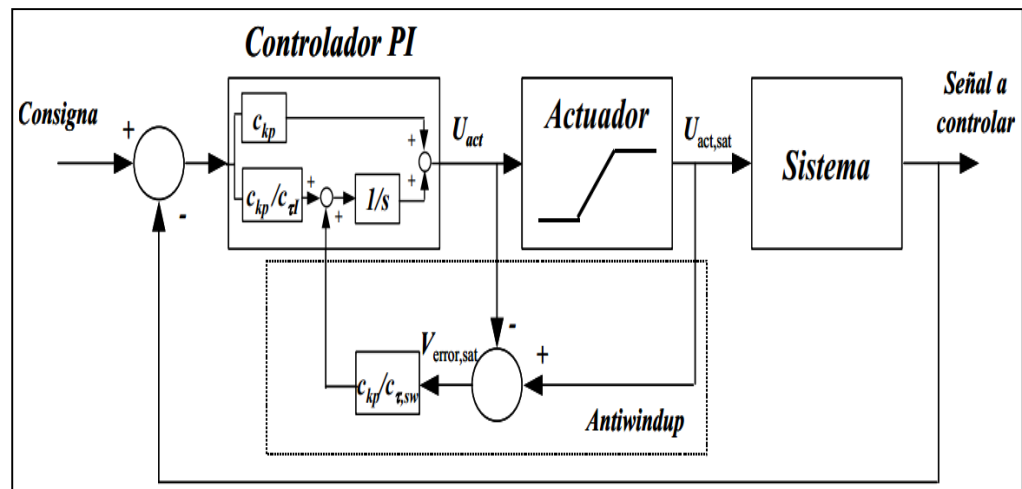 Controlador PI
Consigna
+
-
c_kp
c_kp/c_τI
+
+
1/s
+
+
U_act
Actuador
U_act,sat
Sistema
Señal a
controlar
-
+
V_error,sat
c_kp/c_τ,sw
Antiwindup